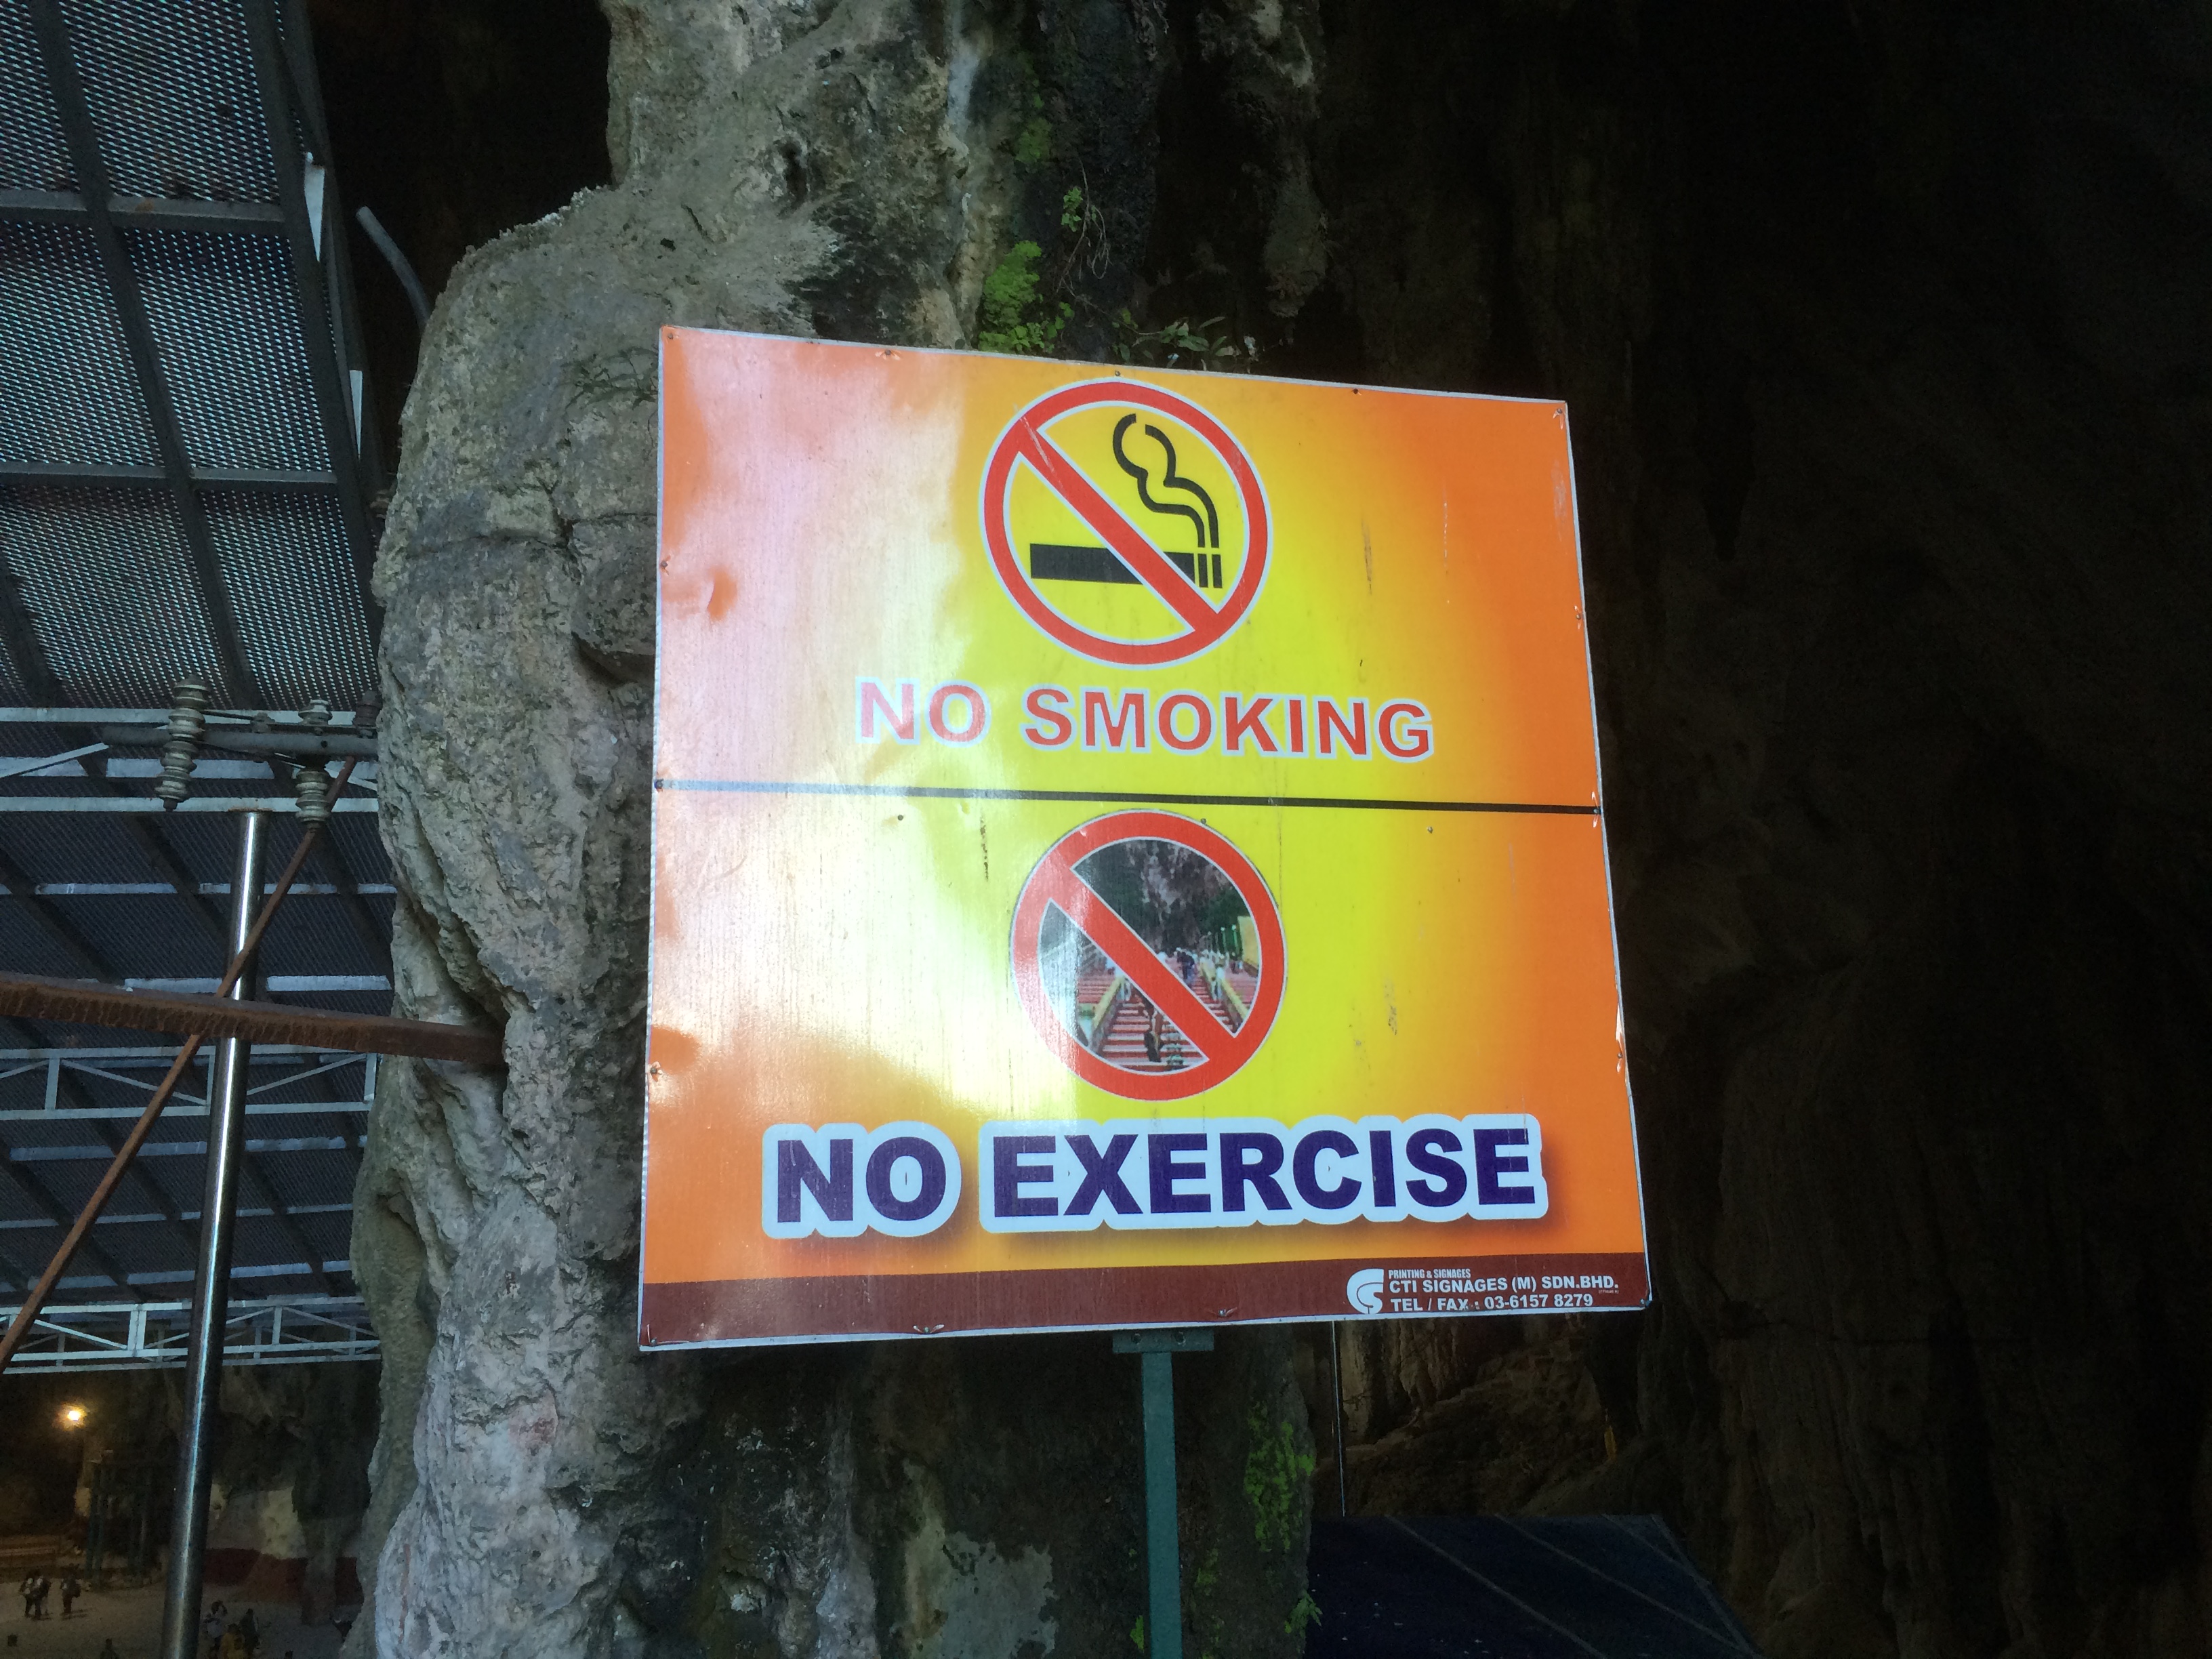 NO SMOKING
NO EXERCISE
PRINTING & SIGNAGES
CTI SIGNAGES (M) SDN.BHD.
TEL / FAX : 03-6157 8279